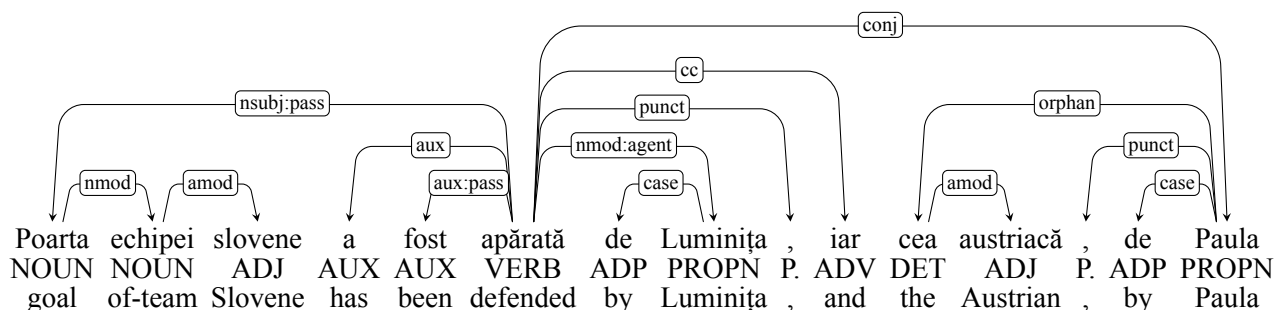 conj
cc
nsubj:pass punct orphan
aux nmod:agent punct
nmod amod aux:pass case amod case
Poarta echipei slovene a fost apărată de Luminița , iar cea austriacă , de Paula
NOUN NOUN ADJ AUX AUX VERB ADP PROPN P. ADV DET ADJ P. ADP PROPN
goal of-team Slovene has been defended by Luminița , and the Austrian , by Paula